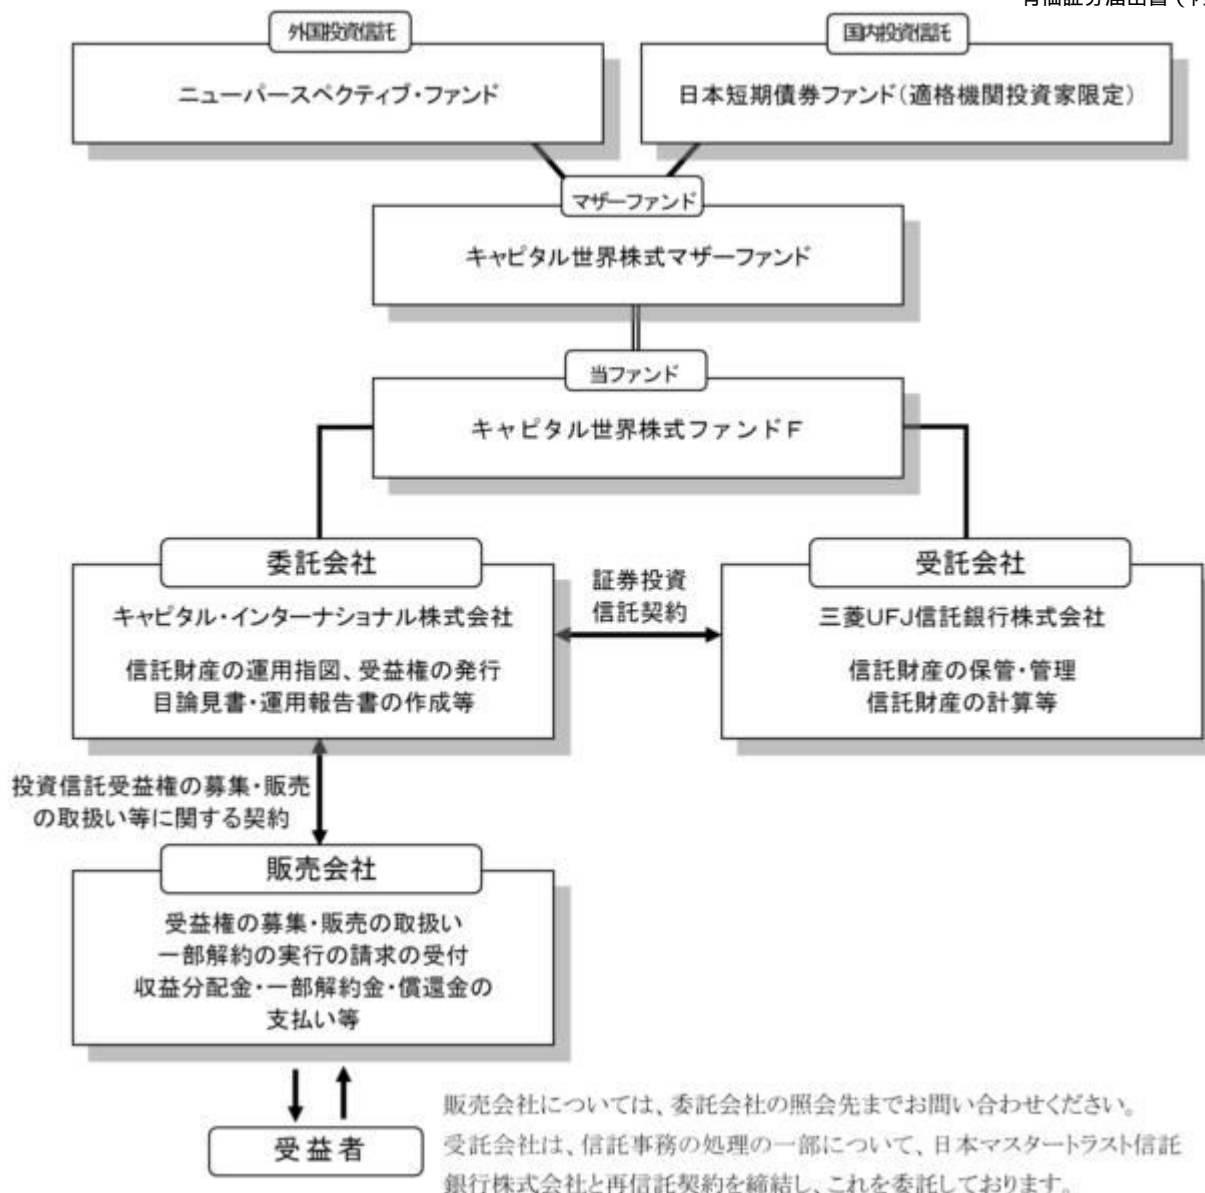 外国投資信託
国内投資信託
ニューパースペクティブ・ファンド
日本短期債券ファンド(適格機関投資家限定)
マザーファンド
キャピタル世界株式マザーファンド
当ファンド
キャピタル世界株式ファンドF
委託会社
受託会社
キャピタル・インターナショナル株式会社
信託財産の運用指図、受益権の発行
目論見書・運用報告書の作成等
証券投資
信託契約
三菱UFJ信託銀行株式会社
信託財産の保管・管理
信託財産の計算等
投資信託受益権の募集・販売
の取扱い等に関する契約
販売会社
受益権の募集・販売の取扱い
一部解約の実行の請求の受付
収益分配金・一部解約金・償還金の
支払い等
受益者
販売会社については、委託会社の照会先までお問い合わせください。
受託会社は、信託事務の処理の一部について、日本マスタートラスト信託
銀行株式会社と再信託契約を締結し、これを委託しております。